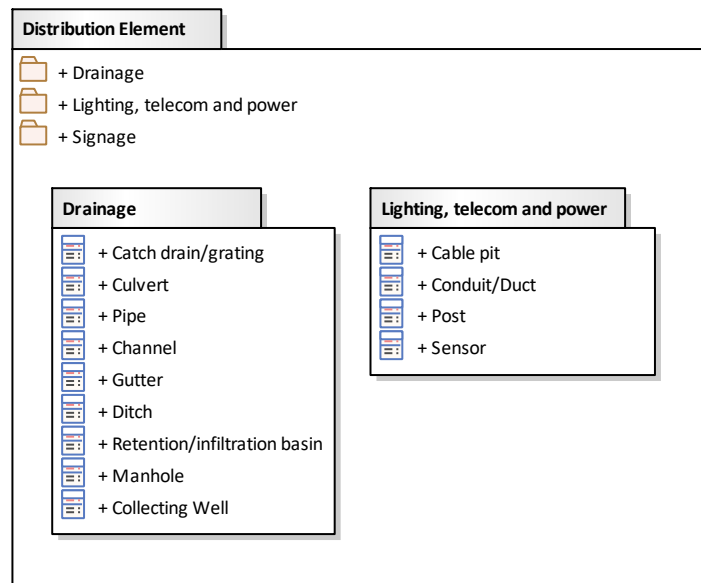 Distribution Element
+ Drainage
+ Lighting, telecom and power
+ Signage
Drainage
+ Catch drain/grating
+ Culvert
+ Pipe
+ Channel
+ Gutter
+ Ditch
+ Retention/infiltration basin
+ Manhole
+ Collecting Well
Lighting, telecom and power
+ Cable pit
+ Conduit/Duct
+ Post
+ Sensor